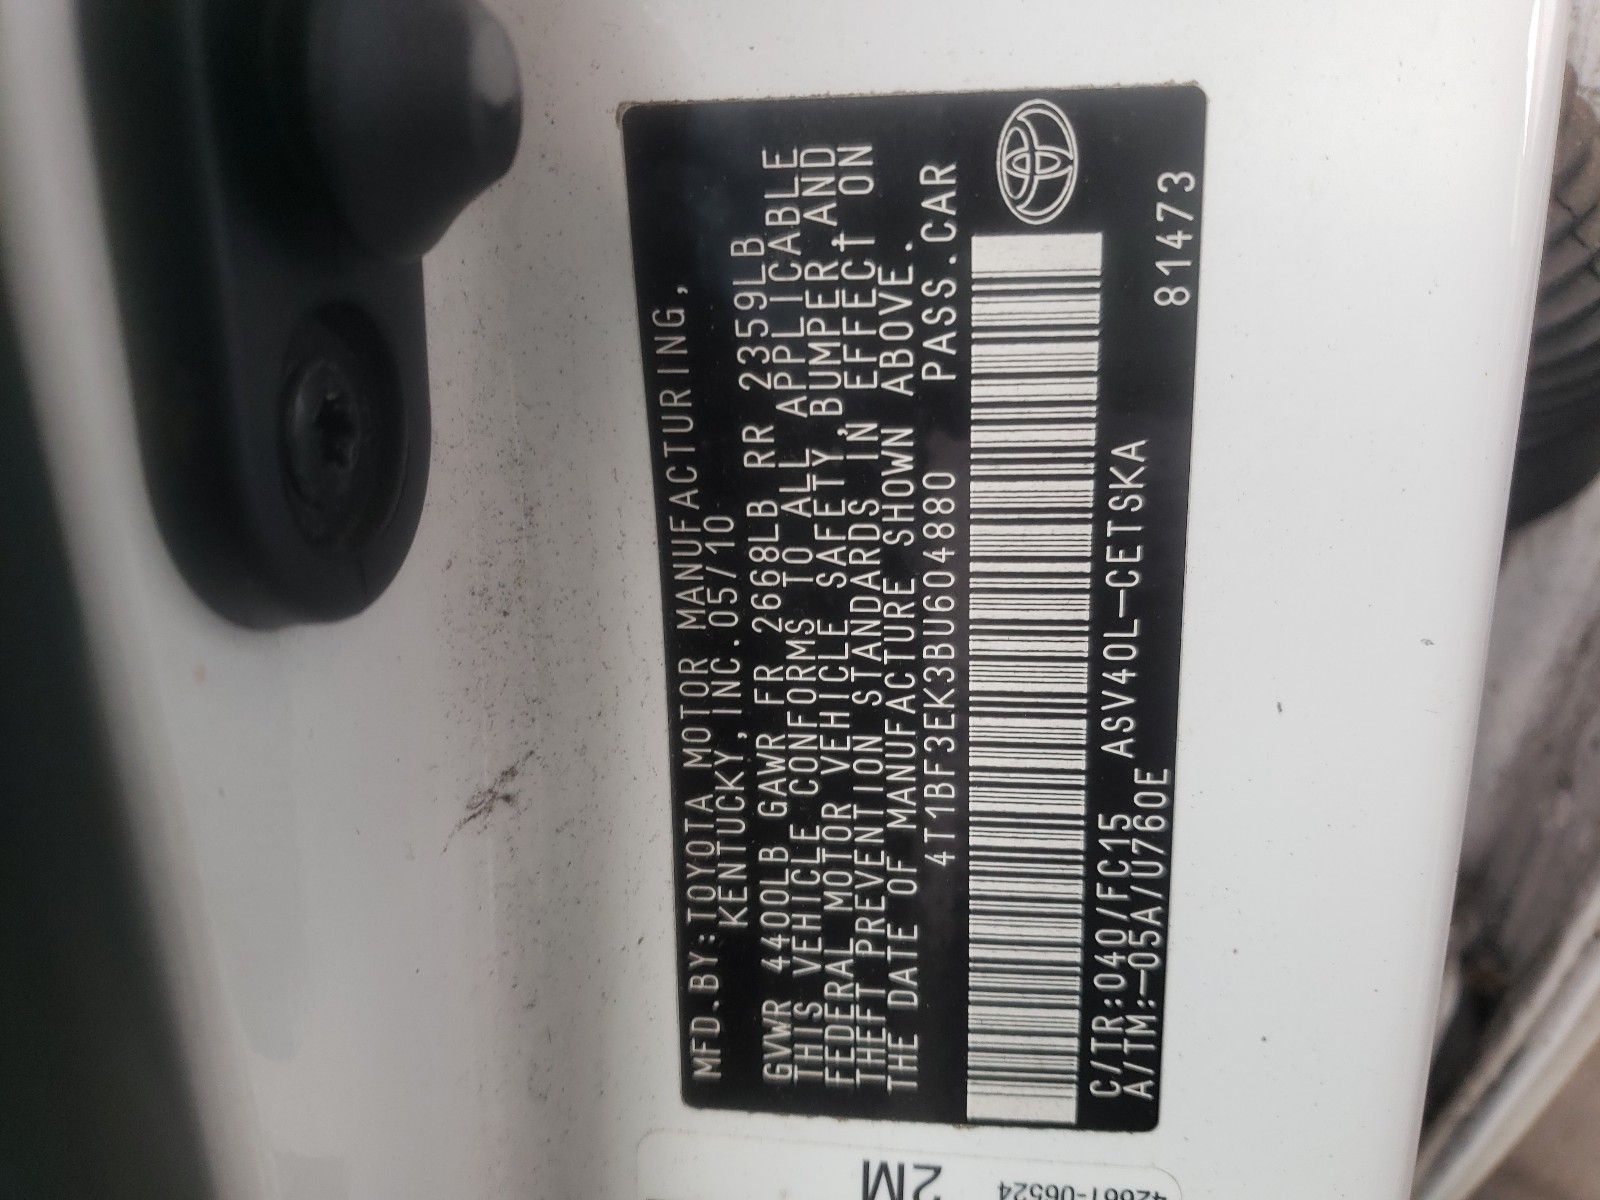 MFD.BY:TOYOTA MOTOR MANUFACTURING,
KENTUCKY, INC.05/10
GVWR 4400LB GAWR FR 2668LB RR 2359LB
THIS VEHICLE CONFORMS TO ALL APPLICABLE
FEDERAL MOTOR VEHICLE SAFETY, BUMPER, AND
THEFT PREVENTION STANDARDS IN EFFECT ON
THE DATE OF MANUFACTURE SHOWN ABOVE.
4T1BF3EK3BU604880 PASS.CAR
C/TR:040/FC15 ASV40L-CETSKA
A/TM:-05A/U760E 81473
2M
42661-06524